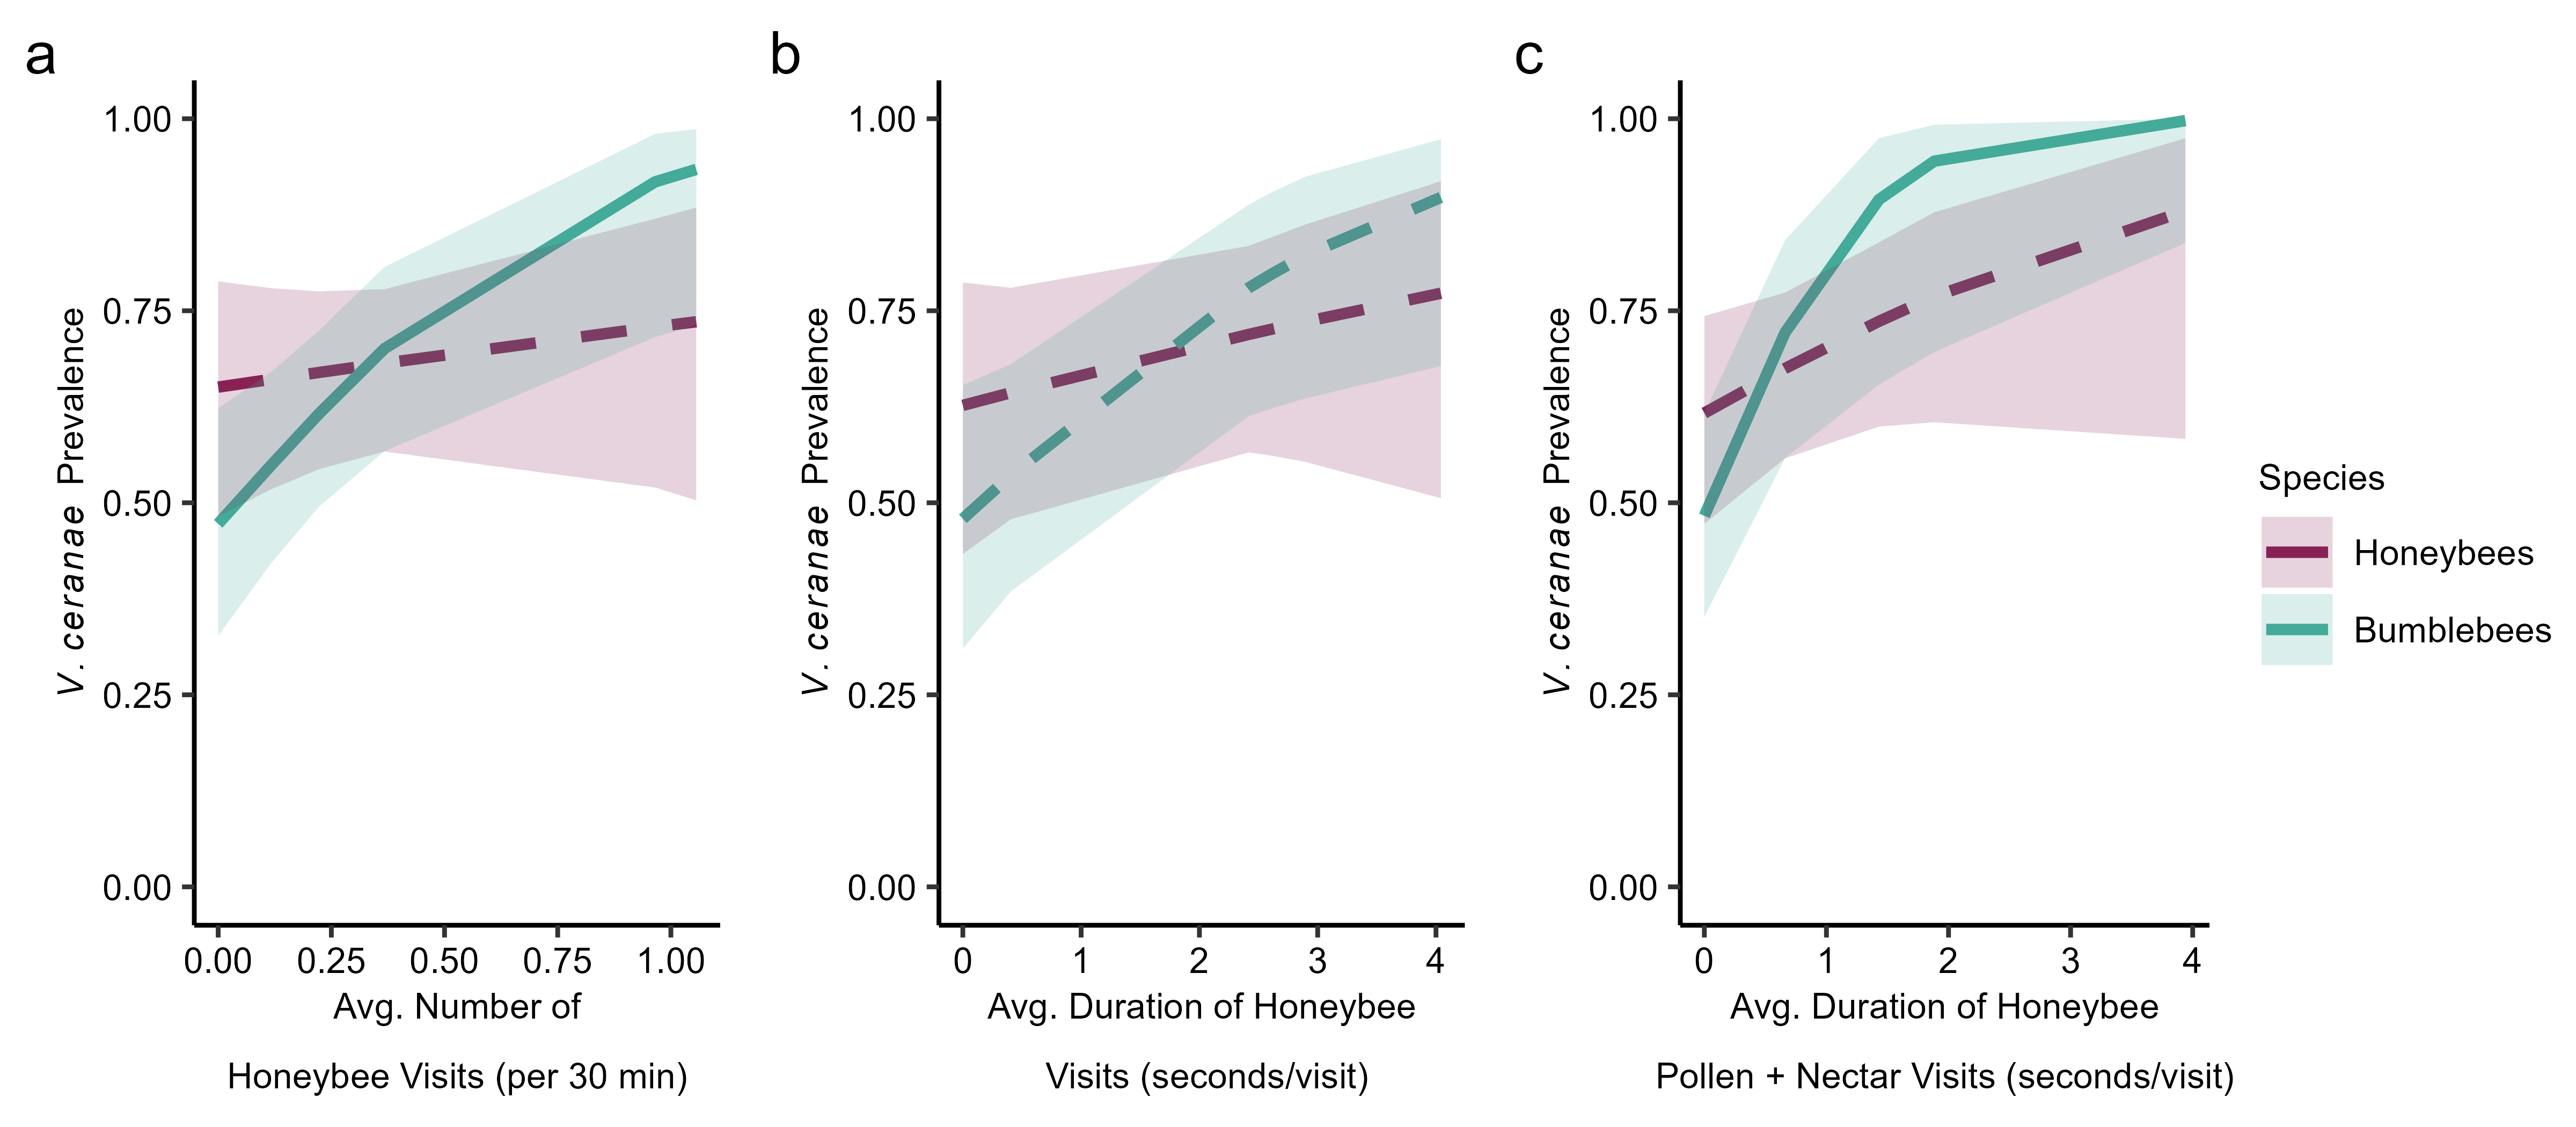 a
V. ceranae Prevalence
1.00
0.75
0.50
0.25
0.00
0.00 0.25 0.50 0.75 1.00
Avg. Number of
Honeybee Visits (per 30 min)
b
V. ceranae Prevalence
1.00
0.75
0.50
0.25
0.00
0 1 2 3 4
Avg. Duration of Honeybee
Visits (seconds/visit)
c
V. ceranae Prevalence
1.00
0.75
0.50
0.25
0.00
0 1 2 3 4
Avg. Duration of Honeybee
Pollen + Nectar Visits (seconds/visit)
Species
Honeybees
Bumblebees